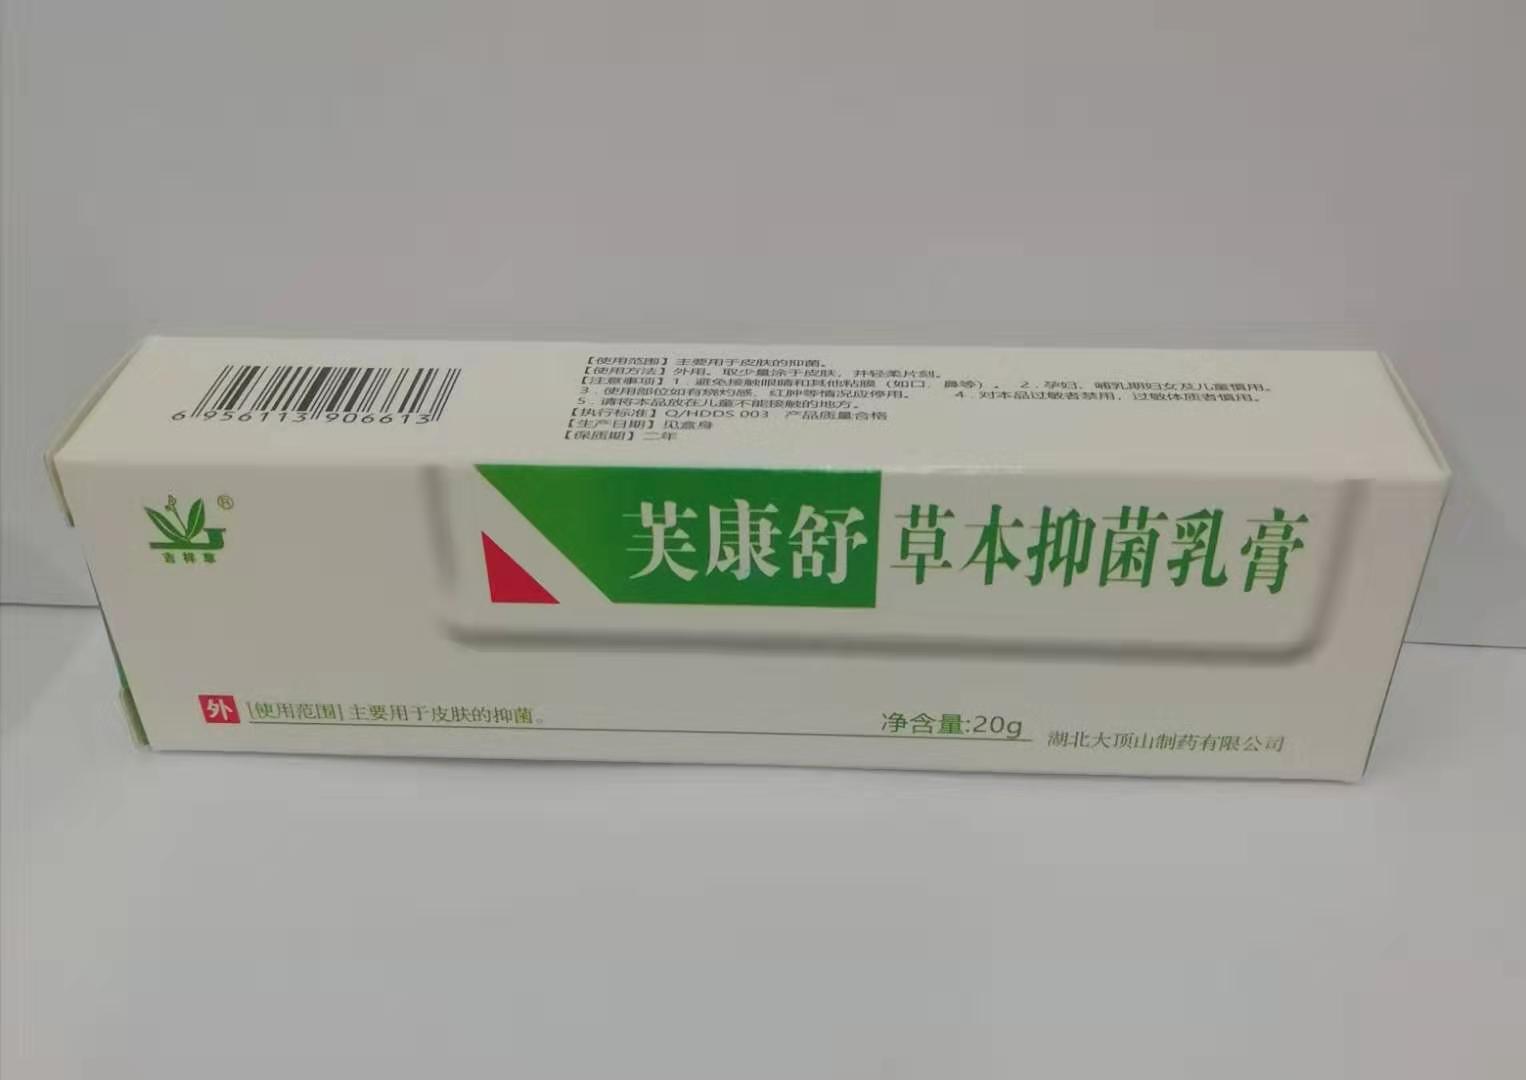 6956113906613
【使用范围】主要用于皮肤的抑菌。
【使用方法】外用。取少量涂于皮肤，并轻柔片刻。
【注意事项】1．避免接触眼睛和其他粘膜（如口、鼻等）。 2．孕妇、哺乳期妇女及儿童慎用。
3．使用部位如有烧灼感、红肿等情况应停用。 4．对本品过敏者禁用，过敏体质者慎用。
5．请将本品放在儿童不能接触的地方。
【执行标准】Q/HDDS 003 产品质量合格
【生产日期】见盒身
【保质期】二年
吉祥草®
芙康舒 草本抑菌乳膏
外 [使用范围]主要用于皮肤的抑菌。
净含量:20g
湖北大顶山制药有限公司